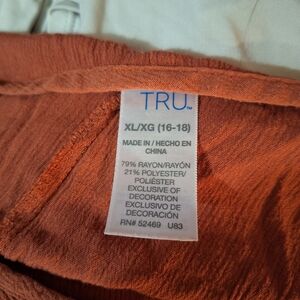 TRU™
XL/XG (16-18)
MADE IN / HECHO EN
CHINA
79% RAYON/RAYÓN
21% POLYESTER/
POLIÉSTER
EXCLUSIVE OF
DECORATION
EXCLUSIVO DE
DECORACIÓN
RN# 52469 U83